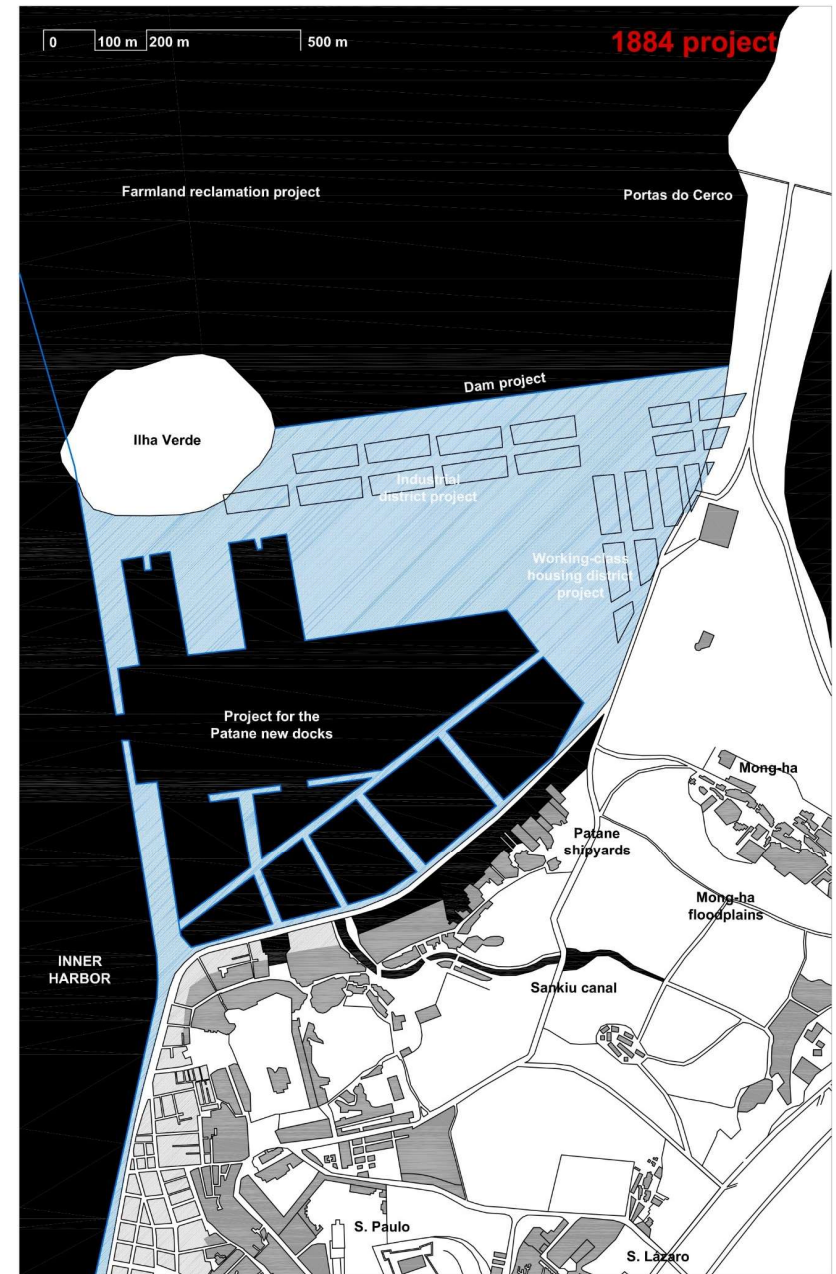 0
100 m
200 m
500 m
1884 project
Farmland reclamation project
Portas do Cerco
Dam project
Ilha Verde
Industrial
district project
Working-class
housing district
project
Project for the
Patane new docks
Mong-ha
Patane
shipyards
Mong-ha
floodplains
INNER
HARBOR
Sankiu canal
S. Paulo
S. Lázaro